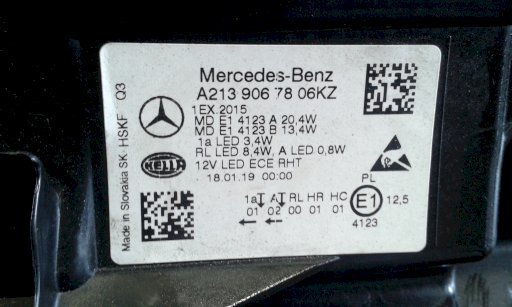 Mercedes-Benz
A213 906 78 06KZ
1EX 2015
MD E1 4123 A 20,4W
MD E1 4123 B 13,4W
1a LED 3,4W
RL LED 8,4W, A LED 0,8W
12V LED ECE RHT
18.01.19 00:00
HELLA
PL
1a A RL HR HC
01 02 00 01 01
E1 12,5
4123
Made in Slovakia SK- HSKF Q3